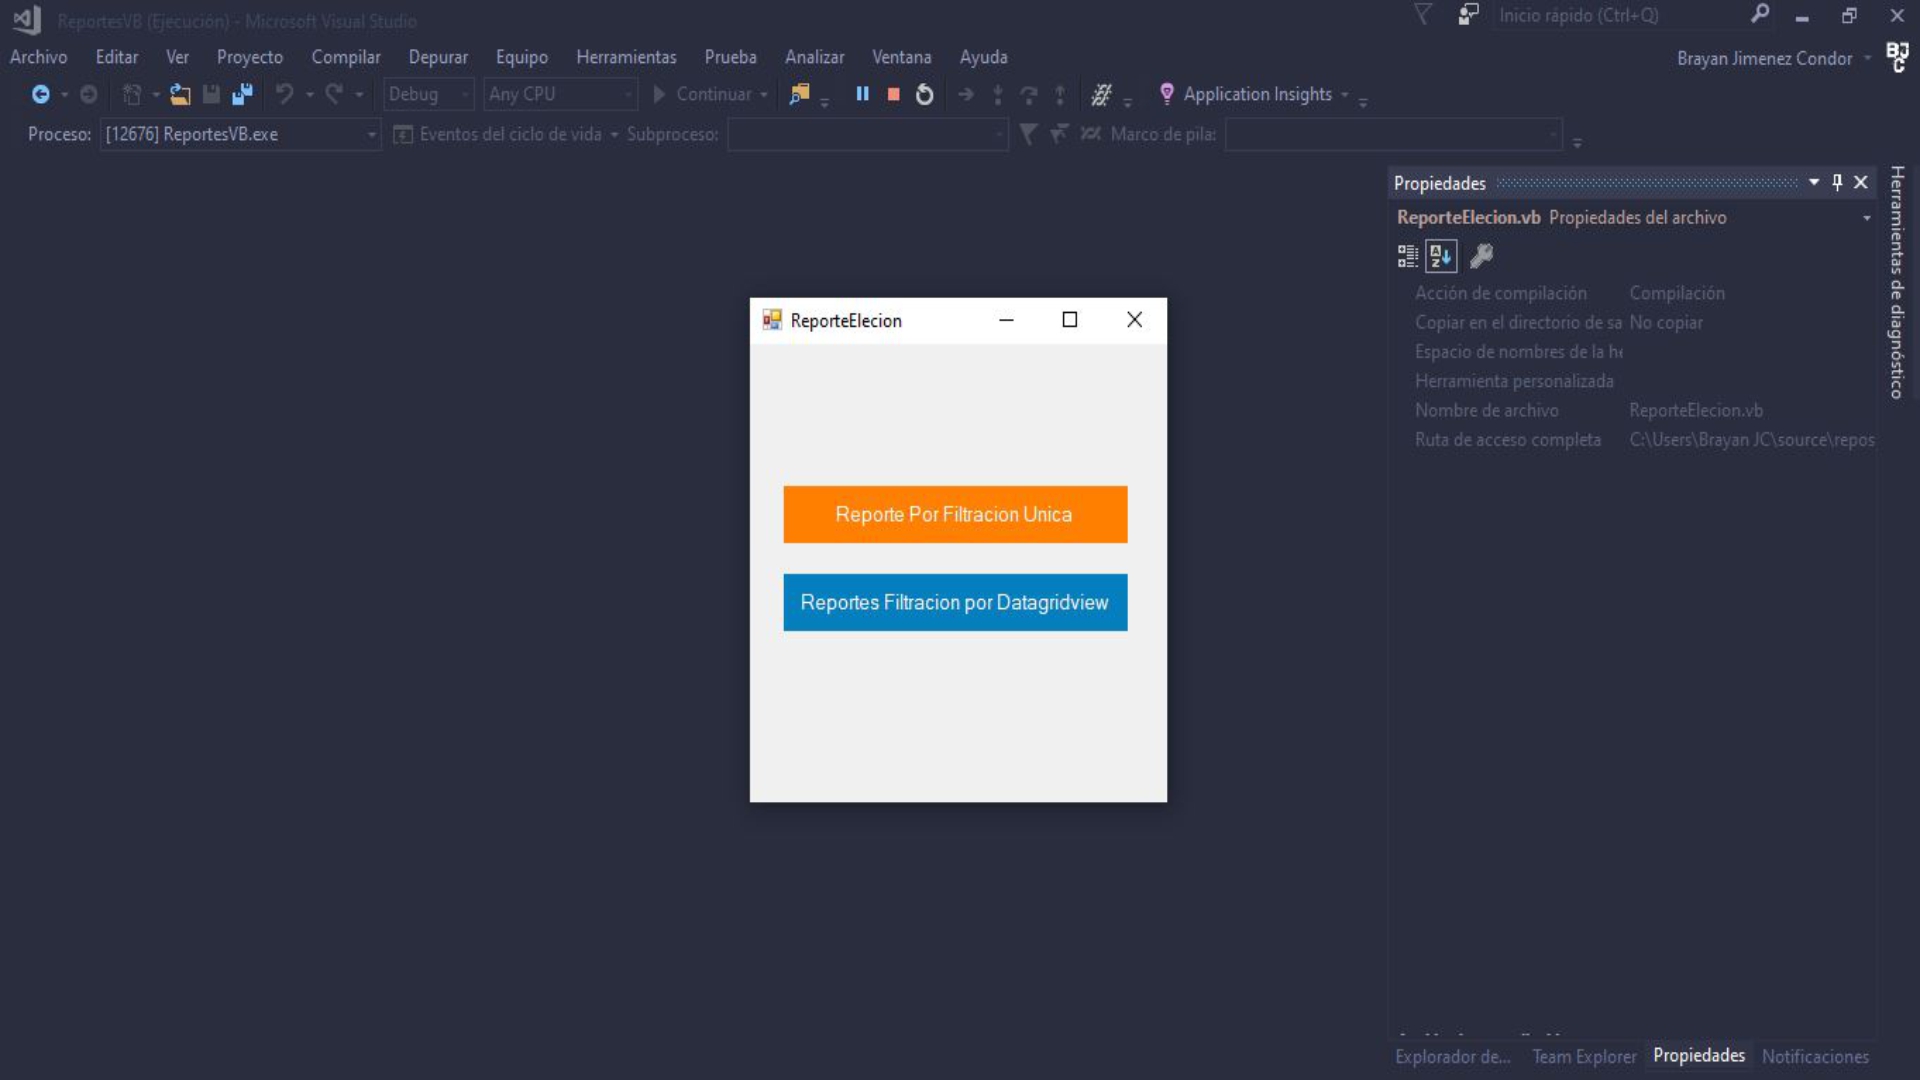 ReportesVB (Ejecución) - Microsoft Visual Studio
Inicio rápido (Ctrl+Q)
Archivo Editar Ver Proyecto Compilar Depurar Equipo Herramientas Prueba Analizar Ventana Ayuda
Brayan Jimenez Condor
BJC
Debug Any CPU Continuar Application Insights
Proceso: [12676] ReportesVB.exe Eventos del ciclo de vida Subproceso: Marco de pila:
Propiedades
ReporteElecion.vb Propiedades del archivo
Acción de compilación Compilación
Copiar en el directorio de sa No copiar
Espacio de nombres de la he
Herramienta personalizada
Nombre de archivo ReporteElecion.vb
Ruta de acceso completa C:\Users\Brayan JC\source\repos
Herramientas de diagnóstico
ReporteElecion
Reporte Por Filtracion Unica
Reportes Filtracion por Datagridview
Explorador de... Team Explorer Propiedades Notificaciones